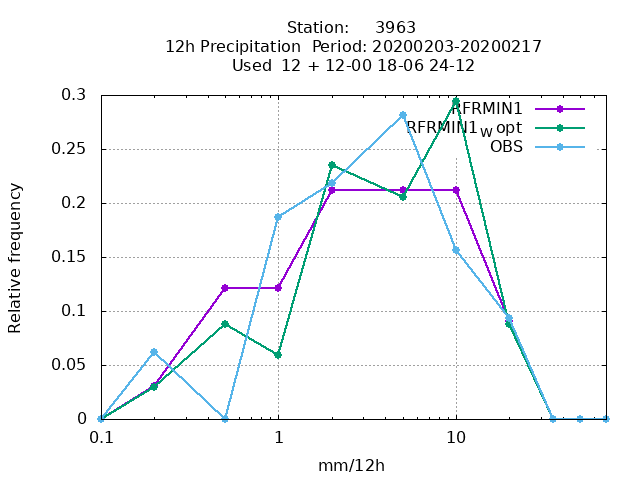 Station: 3963
12h Precipitation Period: 20200203-20200217
Used 12 + 12-00 18-06 24-12
0.3
0.25
0.2
0.15
0.1
0.05
0
0.1 1 10
Relative frequency
mm/12h
RFRMIN1
RFRMIN1w opt
OBS